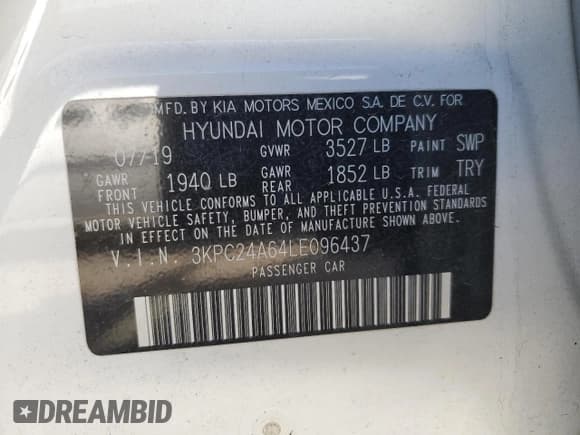 MFD. BY KIA MOTORS MEXICO S.A. DE C.V. FOR
HYUNDAI MOTOR COMPANY
07/19 GVWR 3527 LB PAINT SWP
GAWR FRONT 1940 LB GAWR REAR 1852 LB TRIM TRY
THIS VEHICLE CONFORMS TO ALL APPLICABLE U.S.A. FEDERAL
MOTOR VEHICLE SAFETY, BUMPER, AND THEFT PREVENTION STANDARDS
IN EFFECT ON THE DATE OF MANUFACTURE SHOWN ABOVE.
V.I.N. 3KPC24A64LE096437
PASSENGER CAR
DREAMBID